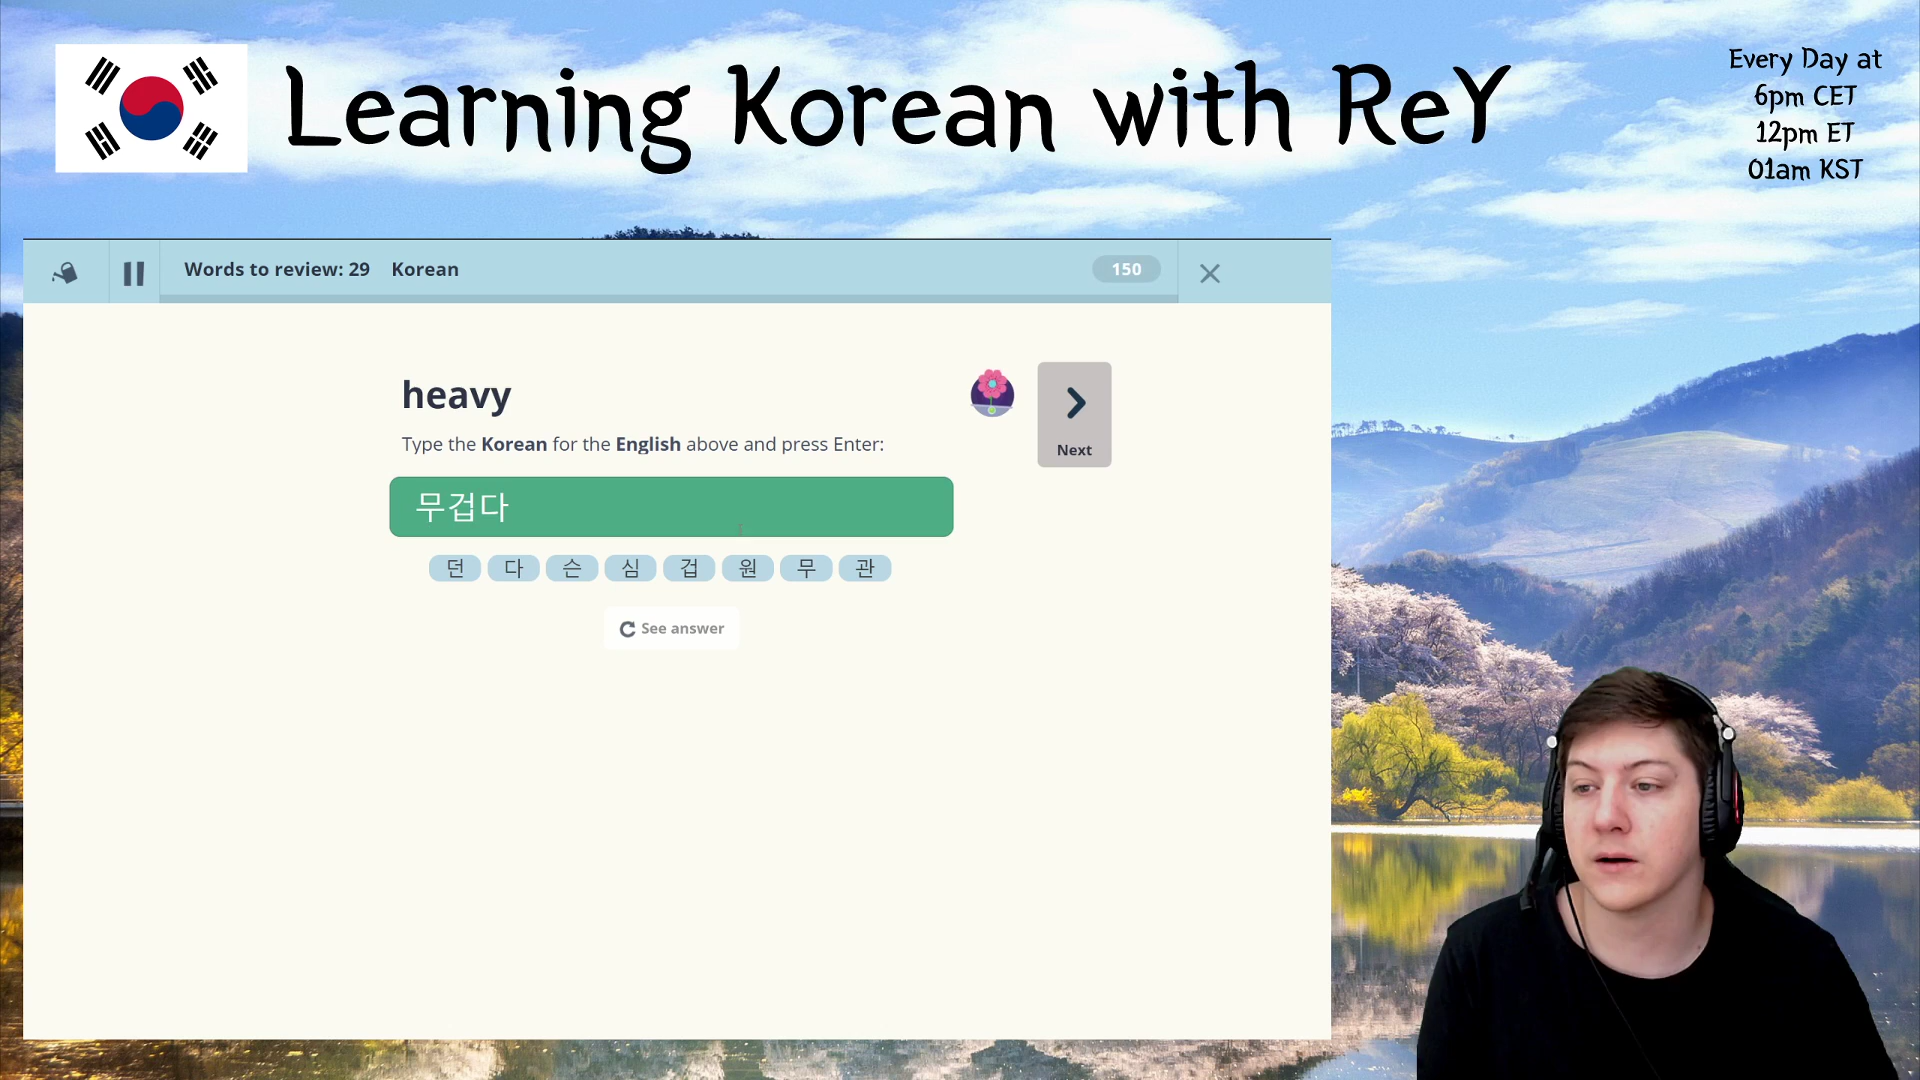 Learning Korean with ReY
Every Day at
6pm CET
12pm ET
01am KST
Words to review: 29 Korean
150
heavy
Type the Korean for the English above and press Enter:
Next
무겁다
던 다 슨 심 겁 원 무 관
See answer